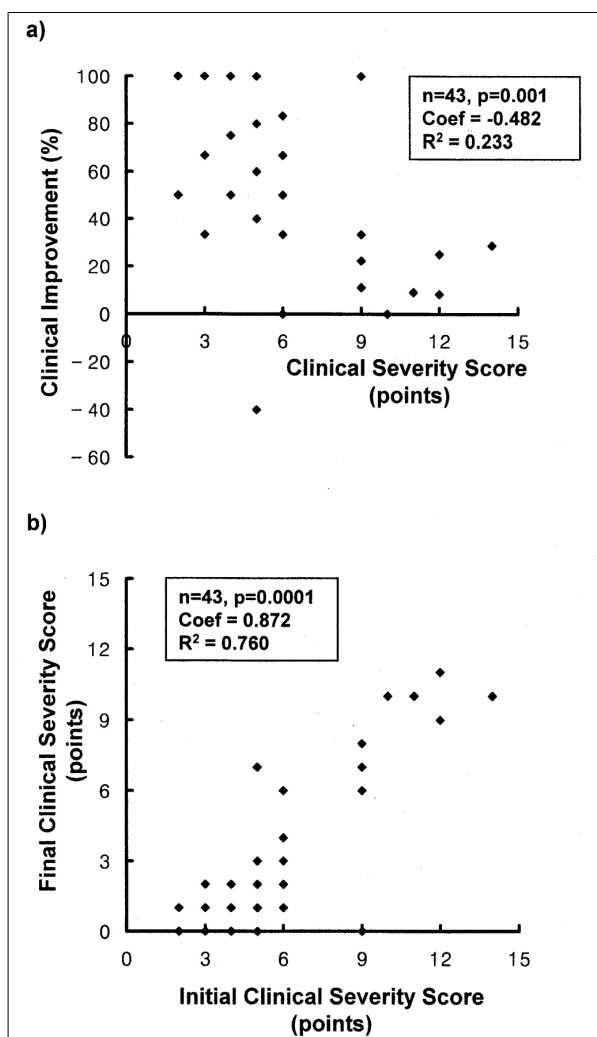 a)
100
80
60
40
20
0
– 20
– 40
– 60
Clinical Improvement (%)
n=43, p=0.001
Coef = -0.482
R² = 0.233
0 3 6 9 12 15
Clinical Severity Score
(points)
b)
15
12
9
6
3
0
Final Clinical Severity Score
(points)
n=43, p=0.0001
Coef = 0.872
R² = 0.760
0 3 6 9 12 15
Initial Clinical Severity Score
(points)